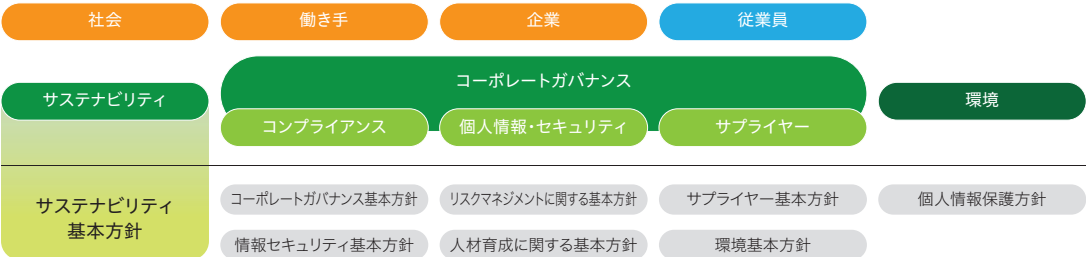 社会
働き手
企業
従業員
コーポレートガバナンス
サステナビリティ
環境
コンプライアンス
個人情報・セキュリティ
サプライヤー
サステナビリティ
基本方針
コーポレートガバナンス基本方針
リスクマネジメントに関する基本方針
サプライヤー基本方針
個人情報保護方針
情報セキュリティ基本方針
人材育成に関する基本方針
環境基本方針